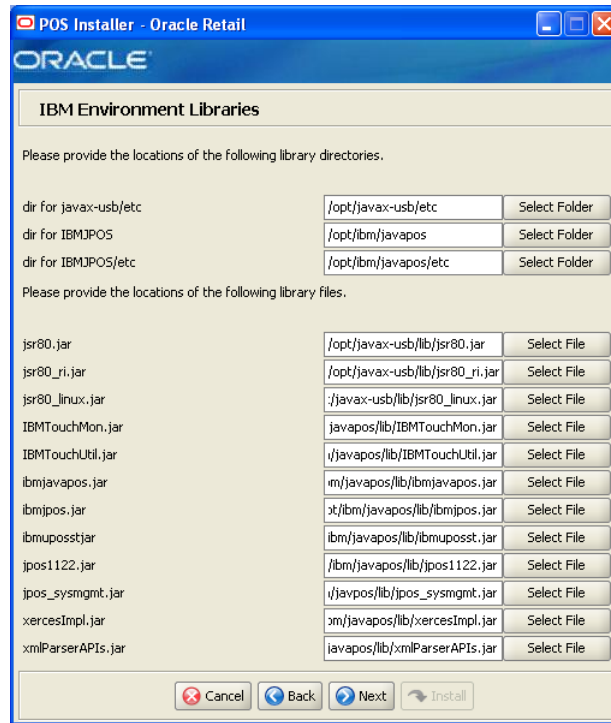 POS Installer - Oracle Retail
ORACLE
IBM Environment Libraries
Please provide the locations of the following library directories.
dir for javax-usb/etc /opt/javax-usb/etc Select Folder
dir for IBMJPOS /opt/ibm/javapos Select Folder
dir for IBMJPOS/etc /opt/ibm/javapos/etc Select Folder
Please provide the locations of the following library files.
jsr80.jar /opt/javax-usb/lib/jsr80.jar Select File
jsr80_ri.jar /opt/javax-usb/lib/jsr80_ri.jar Select File
jsr80_linux.jar :/javax-usb/lib/jsr80_linux.jar Select File
IBMTouchMon.jar javapos/lib/IBMTouchMon.jar Select File
IBMTouchUtil.jar /javapos/lib/IBMTouchUtil.jar Select File
ibmjavapos.jar m/javapos/lib/ibmjavapos.jar Select File
ibmjpos.jar t/ibm/javapos/lib/ibmjpos.jar Select File
ibmuposstjar ibm/javapos/lib/ibmuposst.jar Select File
jpos1122.jar /ibm/javapos/lib/jpos1122.jar Select File
jpos_sysmgmt.jar /javpos/lib/jpos_sysmgmt.jar Select File
xercesImpl.jar m/javapos/lib/xercesImpl.jar Select File
xmlParserAPIs.jar javapos/lib/xmlParserAPIs.jar Select File
Cancel Back Next Install